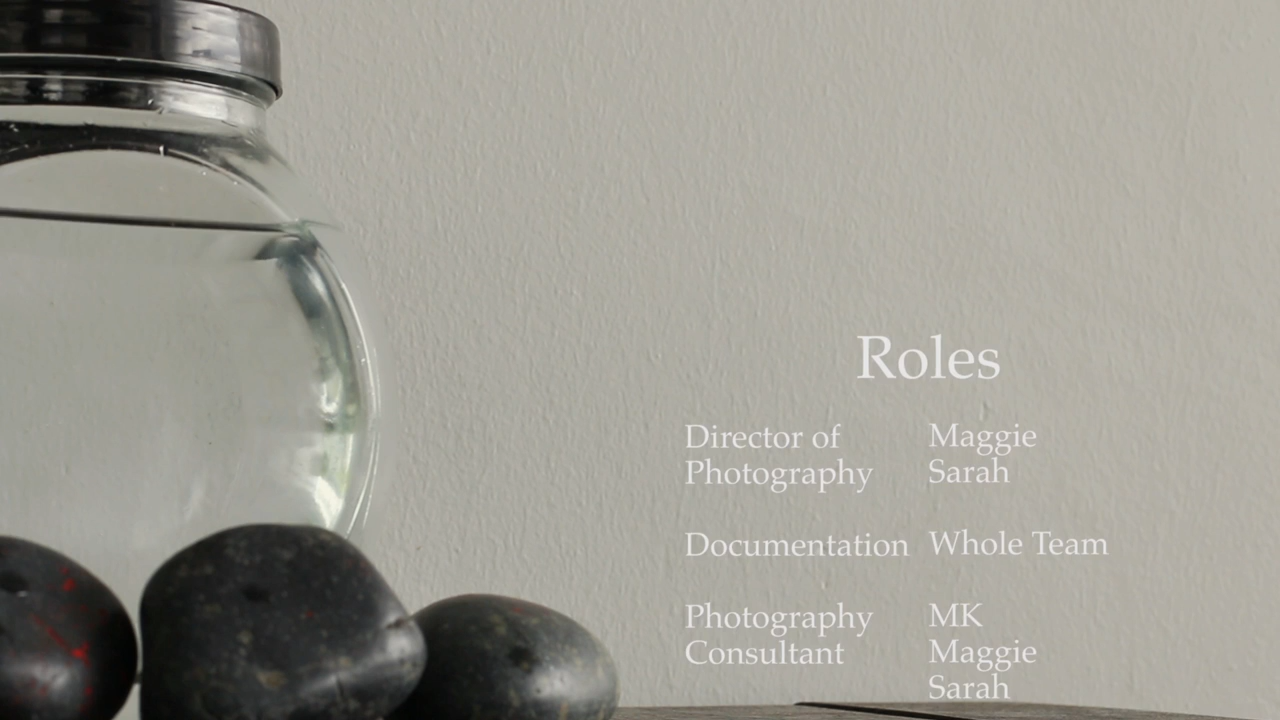 Roles
Director of Photography
Maggie
Sarah
Documentation
Whole Team
Photography Consultant
MK
Maggie
Sarah